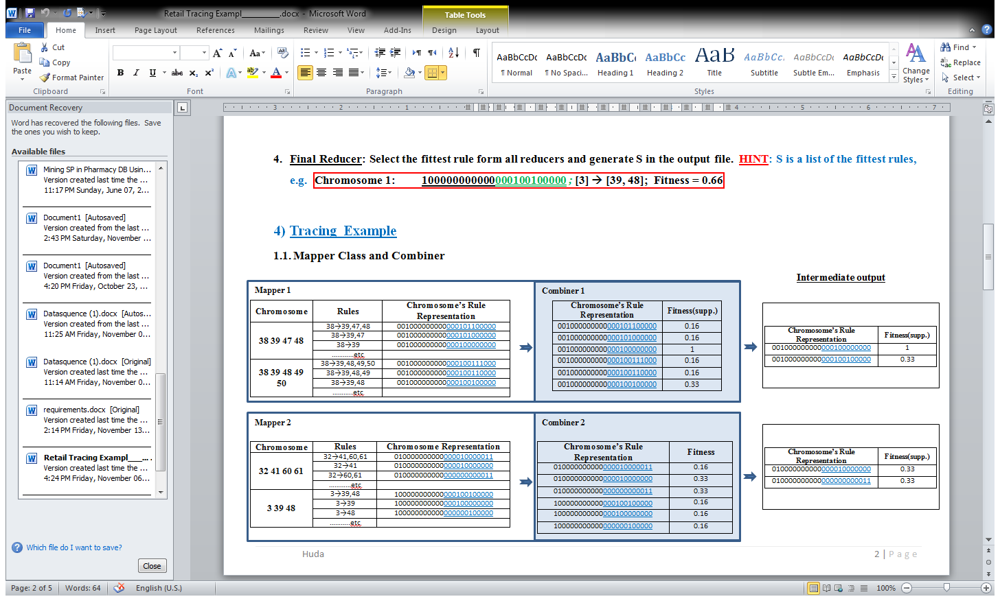 Retail Tracing Exampl__________.docx - Microsoft Word
Table Tools
File Home Insert Page Layout References Mailings Review View Add-Ins Design Layout
Cut
Copy
Format Painter
Paste
Clipboard
Font
Paragraph
AaBbCcDc AaBbCcDc AaBbC AaBbCc AaB AaBbCc. AaBbCcDc AaBbCcDc
¶ Normal ¶ No Spaci... Heading 1 Heading 2 Title Subtitle Subtle Em... Emphasis
Change Styles
Styles
Find
Replace
Select
Editing
Document Recovery
Word has recovered the following files. Save
the ones you wish to keep.
Available files
Mining SP in Pharmacy DB Usin...
Version created last time the ...
11:17 PM Sunday, June 07, 2...
Document1 [Autosaved]
Version created from the last ...
2:43 PM Saturday, November ...
Document1 [Autosaved]
Version created from the last ...
4:20 PM Friday, October 23, ...
Datasquence (1).docx [Autos...
Version created from the last ...
11:25 AM Friday, November 0...
Datasquence (1).docx [Original]
Version created last time the ...
11:14 AM Friday, November 0...
requirements.docx [Original]
Version created last time the ...
2:14 PM Friday, November 13...
Retail Tracing Exampl____...
Version created last time the ...
4:24 PM Friday, November 06...
Which file do I want to save?
Close
4. Final Reducer: Select the fittest rule form all reducers and generate S in the output file. HINT: S is a list of the fittest rules,
e.g. Chromosome 1: 100000000000000100100000 ; [3] → [39, 48]; Fitness = 0.66
4) Tracing Example
1.1. Mapper Class and Combiner
Intermediate output
Mapper 1
Chromosome Rules Chromosome's Rule Representation
38 39 47 48
38→39,47,48 001000000000000101100000
38→39,47 001000000000000101000000
38→39 001000000000000100000000
...........etc
38 39 48 49 50
38→39,48,49,50 001000000000000100111000
38→39,48,49 001000000000000100110000
38→39,48 001000000000000100100000
...........etc
Combiner 1
Chromosome's Rule Representation Fitness(supp.)
001000000000000101100000 0.16
001000000000000101000000 0.16
001000000000000100000000 1
001000000000000100111000 0.16
001000000000000100110000 0.16
001000000000000100100000 0.33
Chromosome's Rule Representation Fitness(supp.)
001000000000000100000000 1
001000000000000100100000 0.33
Mapper 2
Chromosome Rules Chromosome Representation
32 41 60 61
32→41,60,61 010000000000000010000011
32→41 010000000000000010000000
32→60,61 010000000000000000000011
...........etc
3 39 48
3→39,48 100000000000000100100000
3→39 100000000000000100000000
3→48 100000000000000000100000
...........etc
Combiner 2
Chromosome's Rule Representation Fitness
010000000000000010000011 0.16
010000000000000010000000 0.33
010000000000000000000011 0.33
100000000000000100100000 0.16
100000000000000100000000 0.16
100000000000000000100000 0.16
Chromosome's Rule Representation Fitness(supp.)
010000000000000010000000 0.33
010000000000000000000011 0.33
Huda 2 | Page
Page: 2 of 5 Words: 64 English (U.S.) 100%